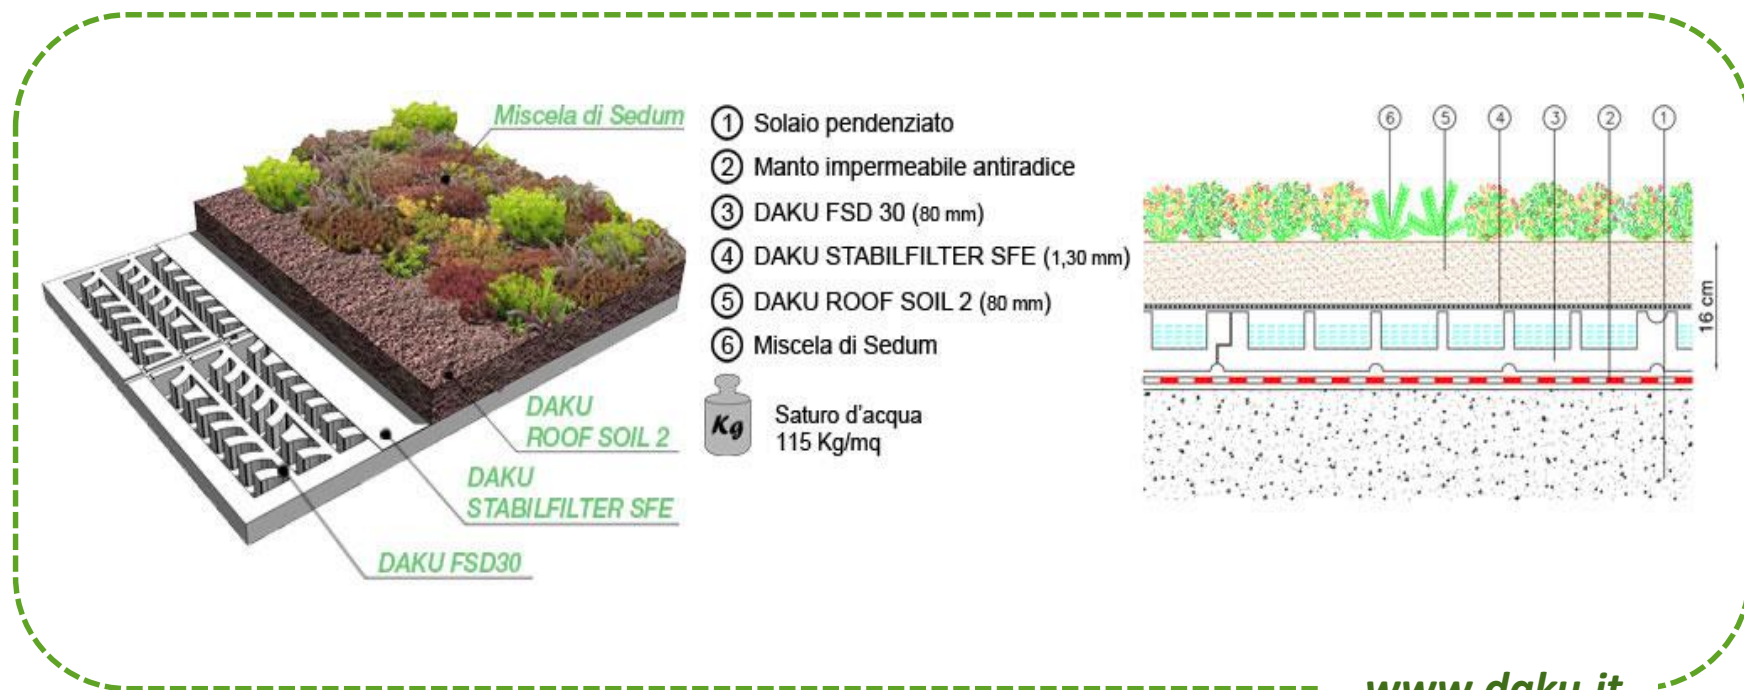 Miscela di Sedum
DAKU
ROOF SOIL 2
DAKU
STABILFILTER SFE
DAKU FSD30
1 Solaio pendenziato
2 Manto impermeabile antiradice
3 DAKU FSD 30 (80 mm)
4 DAKU STABILFILTER SFE (1,30 mm)
5 DAKU ROOF SOIL 2 (80 mm)
6 Miscela di Sedum
Kg
Saturo d'acqua
115 Kg/mq
6 5 4 3 2 1
16 cm
www.daku.it